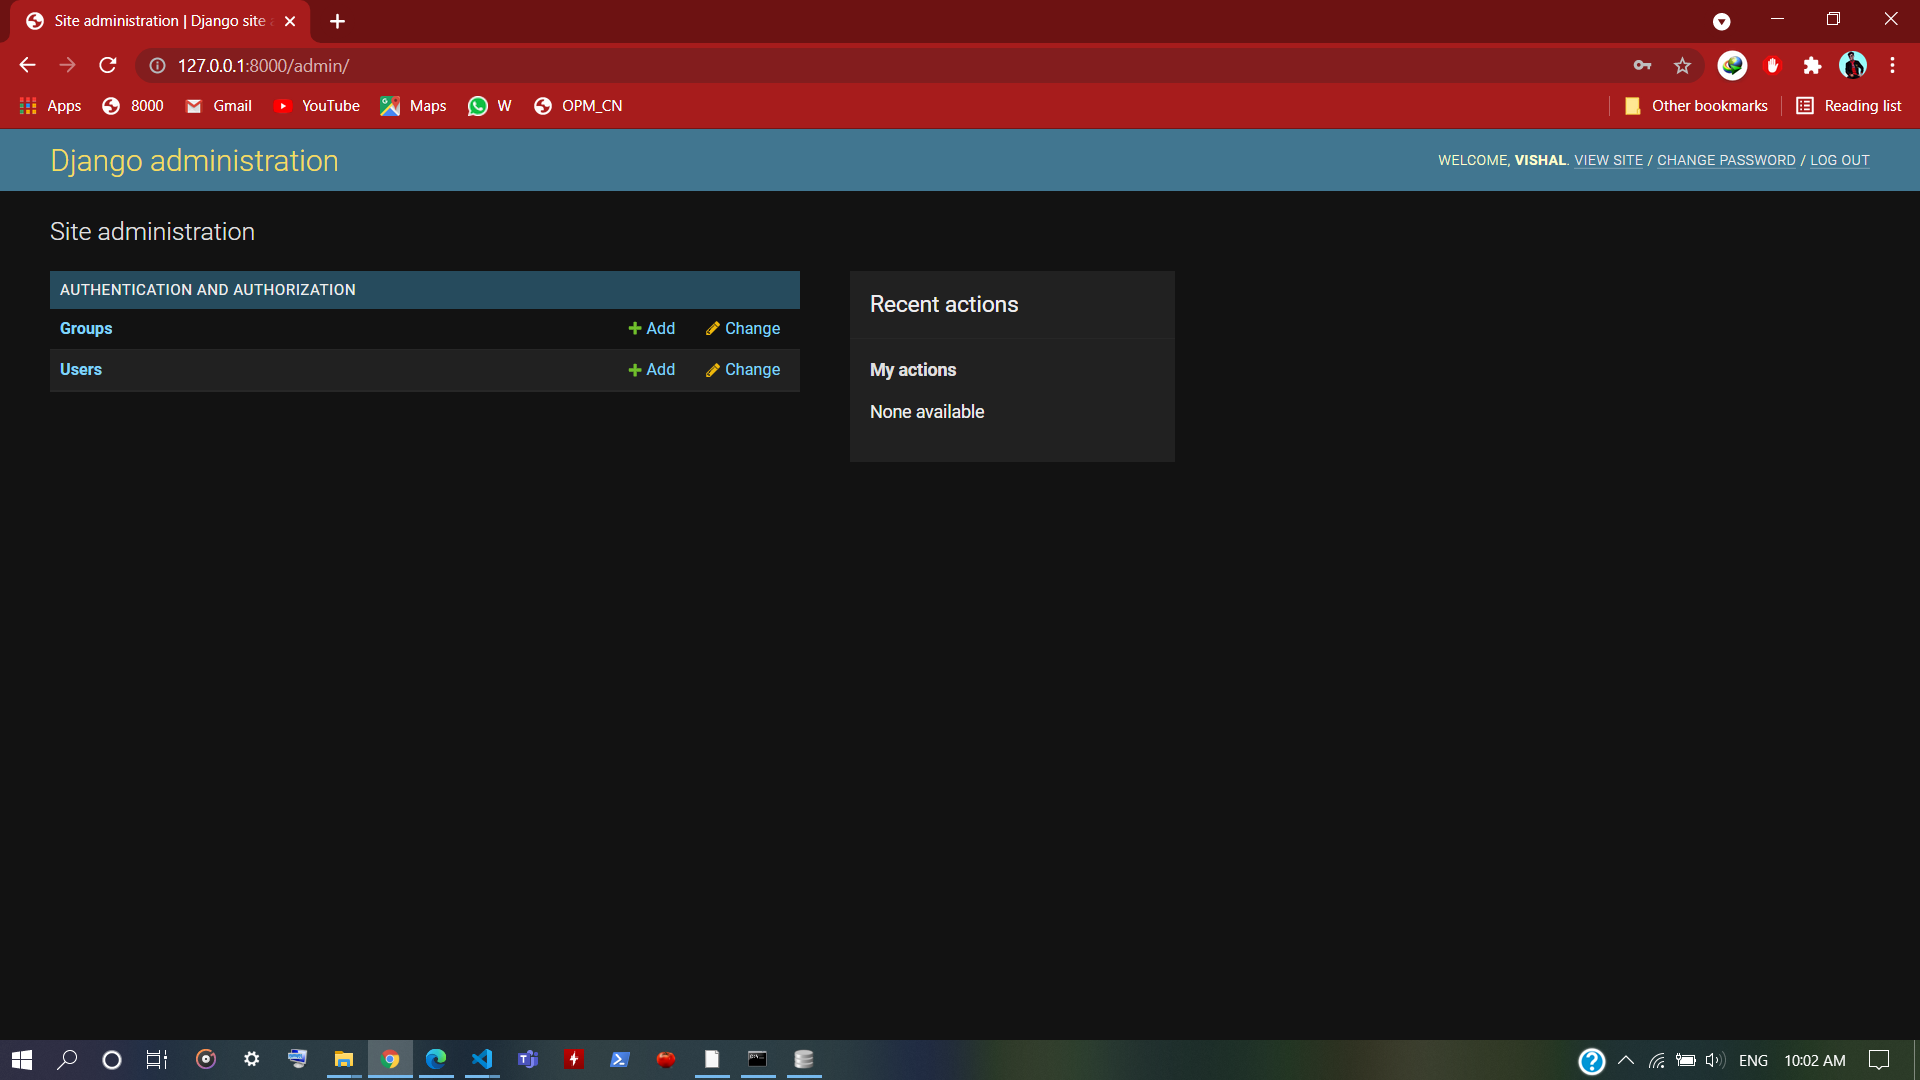 Site administration | Django site
127.0.0.1:8000/admin/
Apps 8000 Gmail YouTube Maps W OPM_CN Other bookmarks Reading list
Django administration
WELCOME, VISHAL. VIEW SITE / CHANGE PASSWORD / LOG OUT
Site administration
AUTHENTICATION AND AUTHORIZATION
Groups Add Change
Users Add Change
Recent actions
My actions
None available
ENG 10:02 AM